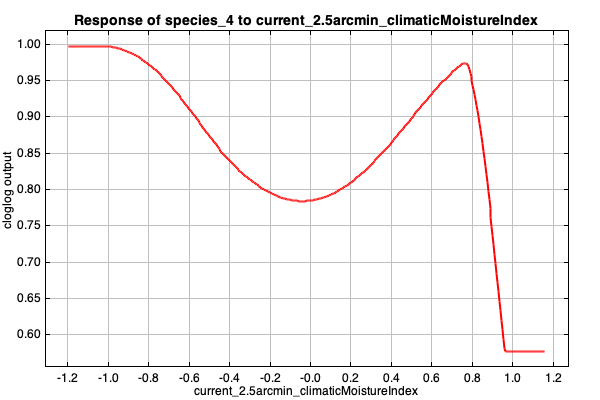 Response of species_4 to current_2.5arcmin_climaticMoistureIndex
1.00
0.95
0.90
0.85
0.80
0.75
0.70
0.65
0.60
cloglog output
-1.2 -1.0 -0.8 -0.6 -0.4 -0.2 -0.0 0.2 0.4 0.6 0.8 1.0 1.2
current_2.5arcmin_climaticMoistureIndex